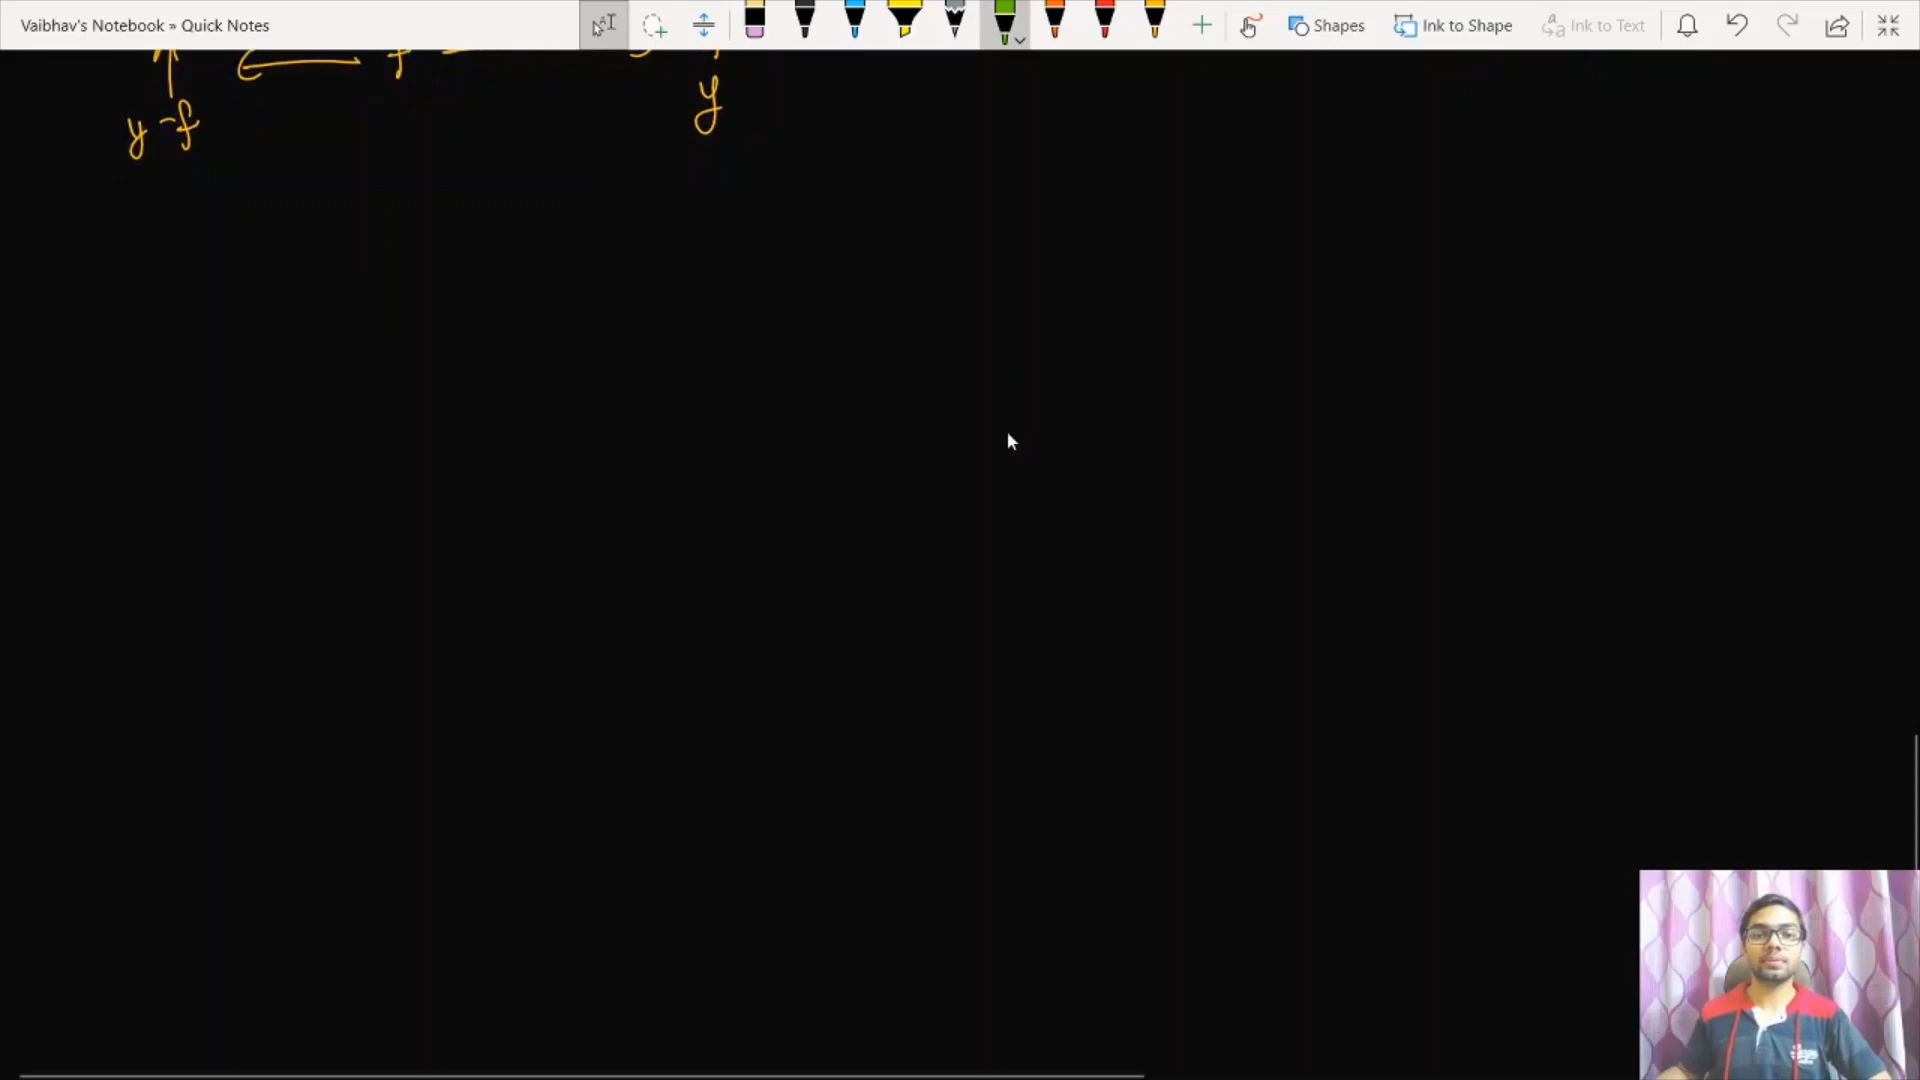 Vaibhav's Notebook » Quick Notes
Shapes
Ink to Shape
Ink to Text
f
y
y-f